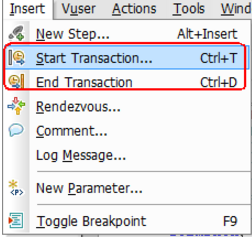 Insert Vuser Actions Tools Wind
New Step... Alt+Insert
Start Transaction... Ctrl+T
End Transaction Ctrl+D
Rendezvous...
Comment...
Log Message...
New Parameter...
Toggle Breakpoint F9